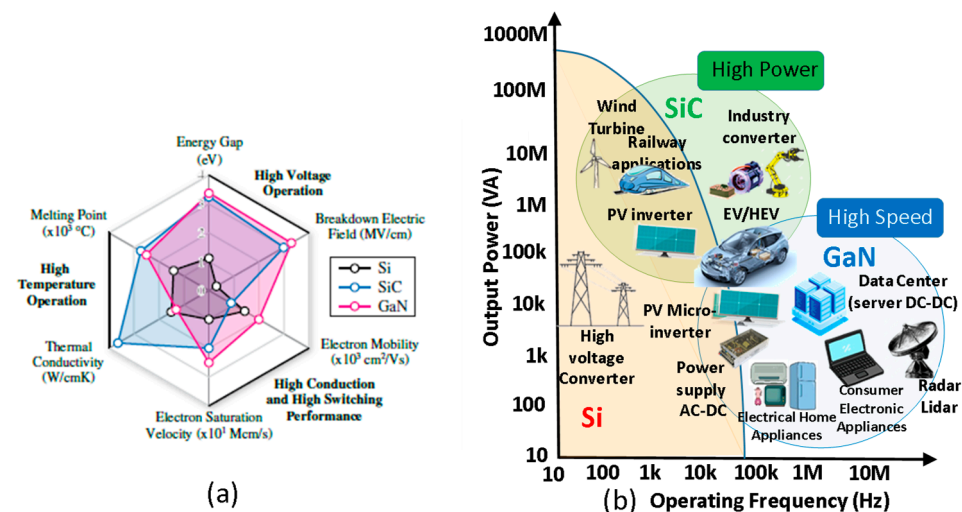 Energy Gap
(eV)
High Voltage
Operation
Melting Point
(x10³ °C)
Breakdown Electric
Field (MV/cm)
Si
SiC
GaN
High
Temperature
Operation
Thermal
Conductivity
(W/cmK)
Electron Mobility
(x10³ cm²/Vs)
High Conduction
and High Switching
Performance
Electron Saturation
Velocity (x10¹ Mcm/s)
(a)
Output Power (VA)
1000M
100M
10M
1M
100k
10k
1k
100
10
High Power
SiC
Wind
Turbine
Railway
applications
Industry
converter
PV inverter
EV/HEV
High Speed
GaN
Data Center
(server DC-DC)
High
voltage
Converter
PV Micro-
inverter
Power
supply
AC-DC
Electrical Home
Appliances
Consumer
Electronic
Appliances
Radar
Lidar
Si
10
100
1k
10k
100k
1M
10M
(b)
Operating Frequency (Hz)